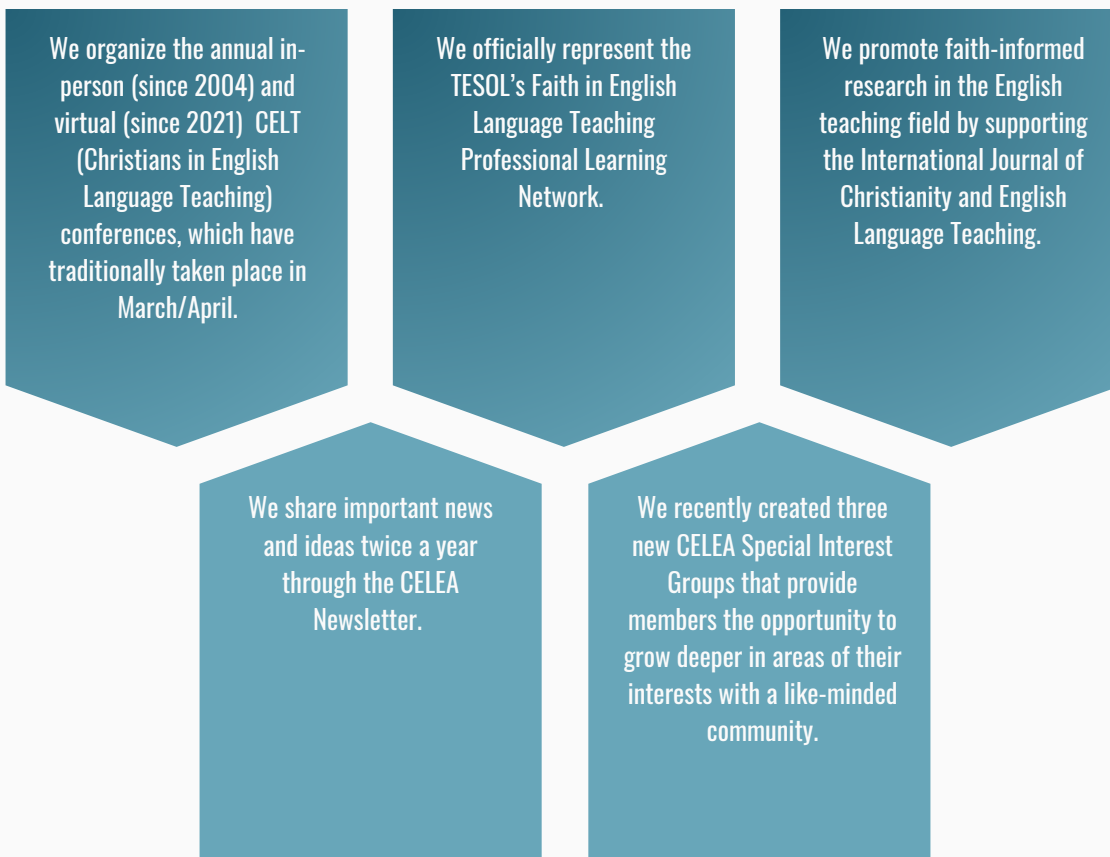 We organize the annual in-
person (since 2004) and
virtual (since 2021)  CELT
(Christians in English
Language Teaching)
conferences, which have
traditionally taken place in
March/April.
We officially represent the
TESOL's Faith in English
Language Teaching
Professional Learning
Network.
We promote faith-informed
research in the English
teaching field by supporting
the International Journal of
Christianity and English
Language Teaching.
We share important news
and ideas twice a year
through the CELEA
Newsletter.
We recently created three
new CELEA Special Interest
Groups that provide
members the opportunity to
grow deeper in areas of their
interests with a like-minded
community.